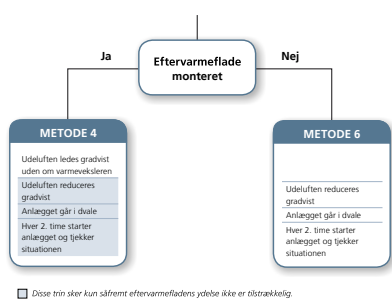 Ja
Eftervarmeflade
monteret
Nej
METODE 4
Udeluften ledes gradvist
uden om varmeveksleren
Udeluften reduceres
gradvist
Anlægget går i dvale
Hver 2. time starter
anlægget og tjekker
situationen
METODE 6
Udeluften reduceres
gradvist
Anlægget går i dvale
Hver 2. time starter
anlægget og tjekker
situationen
Disse trin sker kun såfremt eftervarmefladens ydelse ikke er tilstrækkelig.